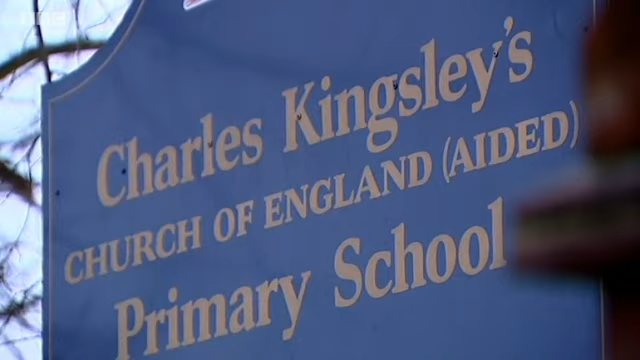 Charles Kingsley's
CHURCH OF ENGLAND (AIDED)
Primary School